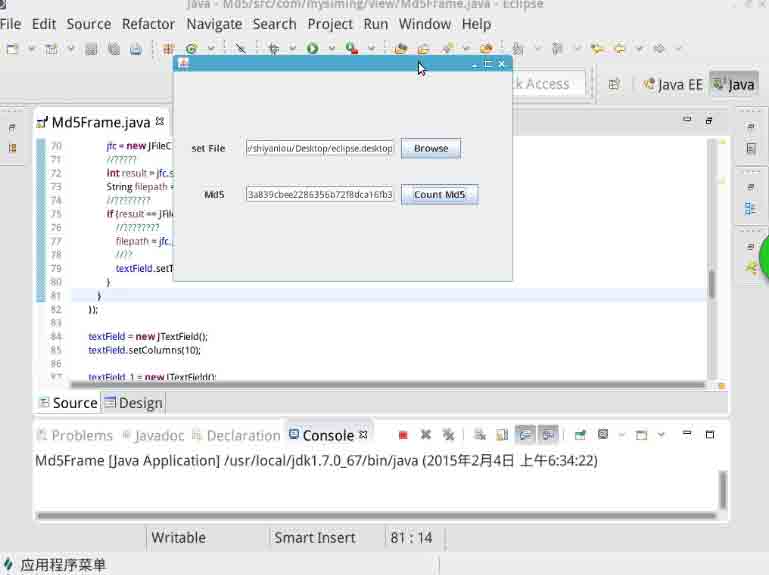 Java - Md5/src/com/mysiming/view/Md5Frame.java - Eclipse
File Edit Source Refactor Navigate Search Project Run Window Help
ck Access
Java EE
Java
Md5Frame.java
set File
/shiyanlou/Desktop/eclipse.desktop
Browse
Md5
3a839cbee2286356b72f8dca16fb3
Count Md5
70 jfc = new JFileC
71 //?????
72 int result = jfc.s
73 String filepath =
74 //????????
75 if (result == JFile
76 //????????
77 filepath = jfc.
78 //??
79 textField.setT
80 }
81 }
82 });
83
84 textField = new JTextField();
85 textField.setColumns(10);
86
87 textField_1 = new JTextField();
Source Design
Problems Javadoc Declaration Console
Md5Frame [Java Application] /usr/local/jdk1.7.0_67/bin/java (2015年2月4日 上午6:34:22)
Writable Smart Insert 81 : 14
应用程序菜单